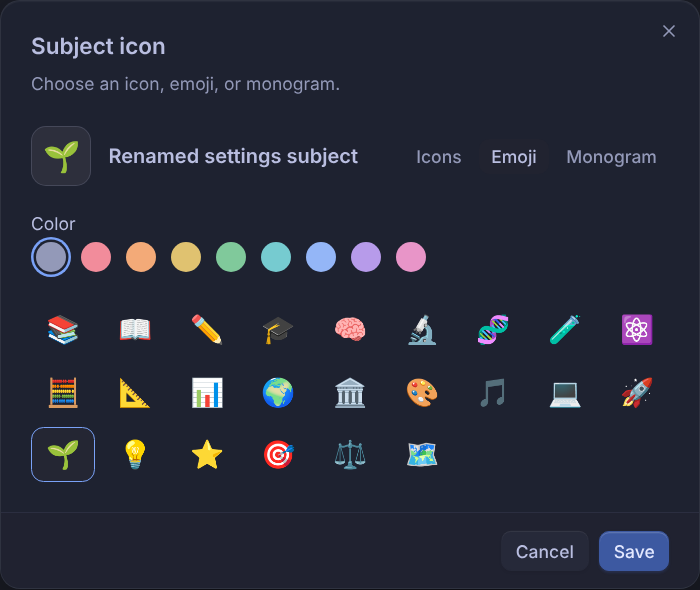 Subject icon
Choose an icon, emoji, or monogram.
Renamed settings subject
Icons
Emoji
Monogram
Color
Cancel
Save